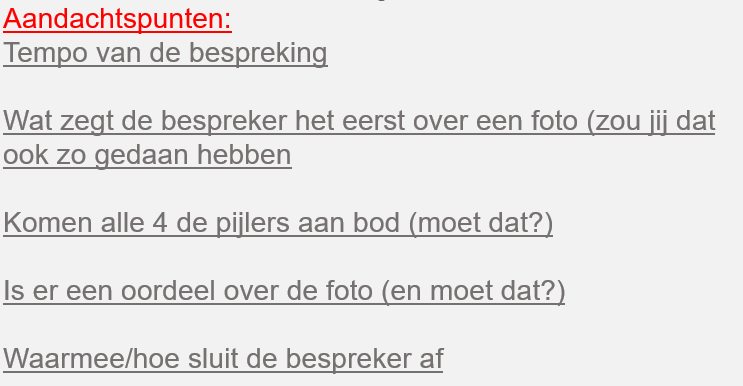 Aandachtspunten:
Tempo van de bespreking
Wat zegt de bespreker het eerst over een foto (zou jij dat
ook zo gedaan hebben
Komen alle 4 de pijlers aan bod (moet dat?)
Is er een oordeel over de foto (en moet dat?)
Waarmee/hoe sluit de bespreker af